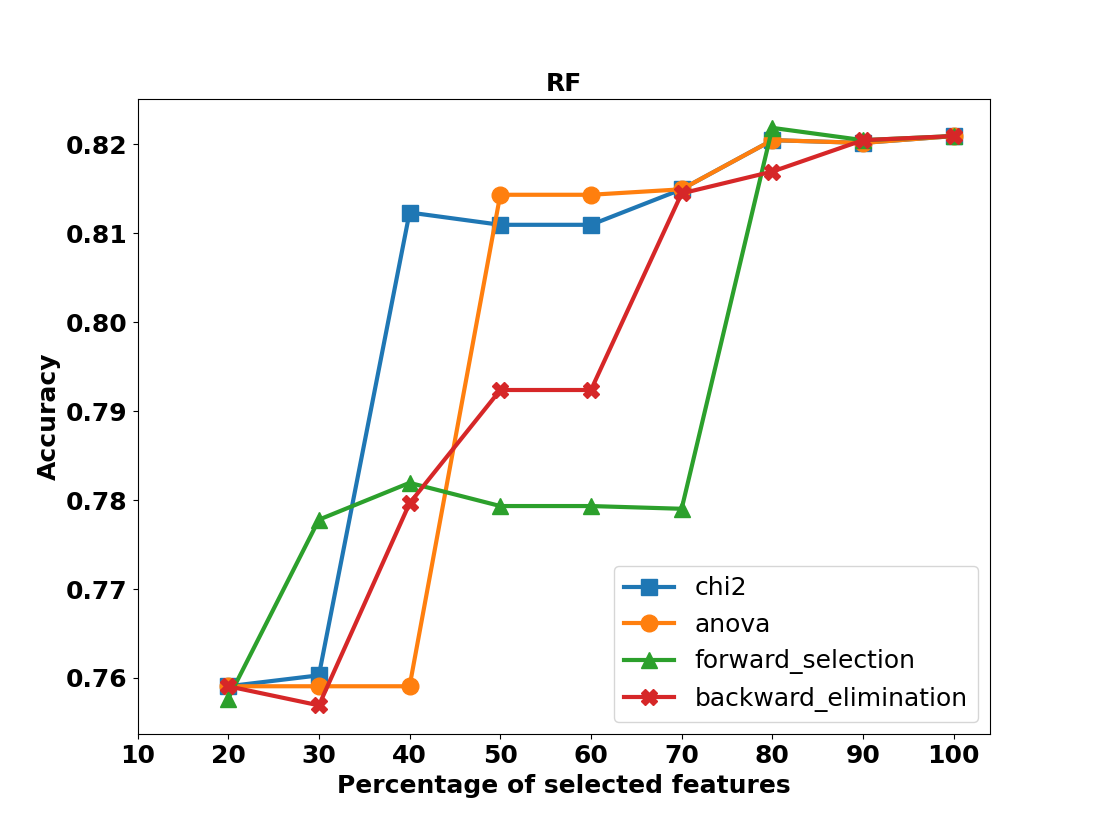 RF
0.82
0.81
0.80
0.79
0.78
0.77
0.76
Accuracy
chi2
anova
forward_selection
backward_elimination
10 20 30 40 50 60 70 80 90 100
Percentage of selected features